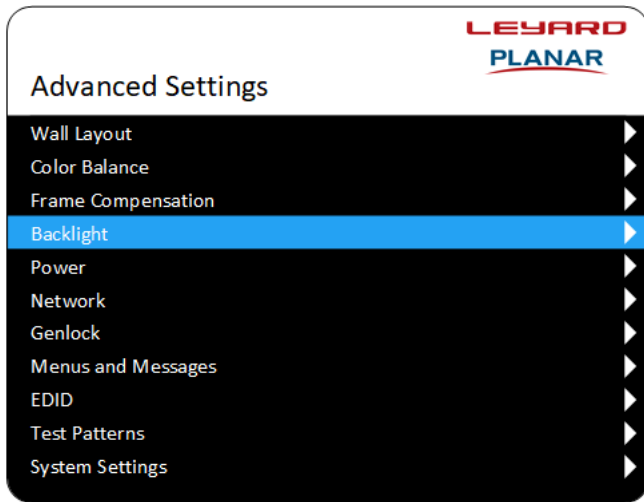 LEYARD
PLANAR
Advanced Settings
Wall Layout
Color Balance
Frame Compensation
Backlight
Power
Network
Genlock
Menus and Messages
EDID
Test Patterns
System Settings